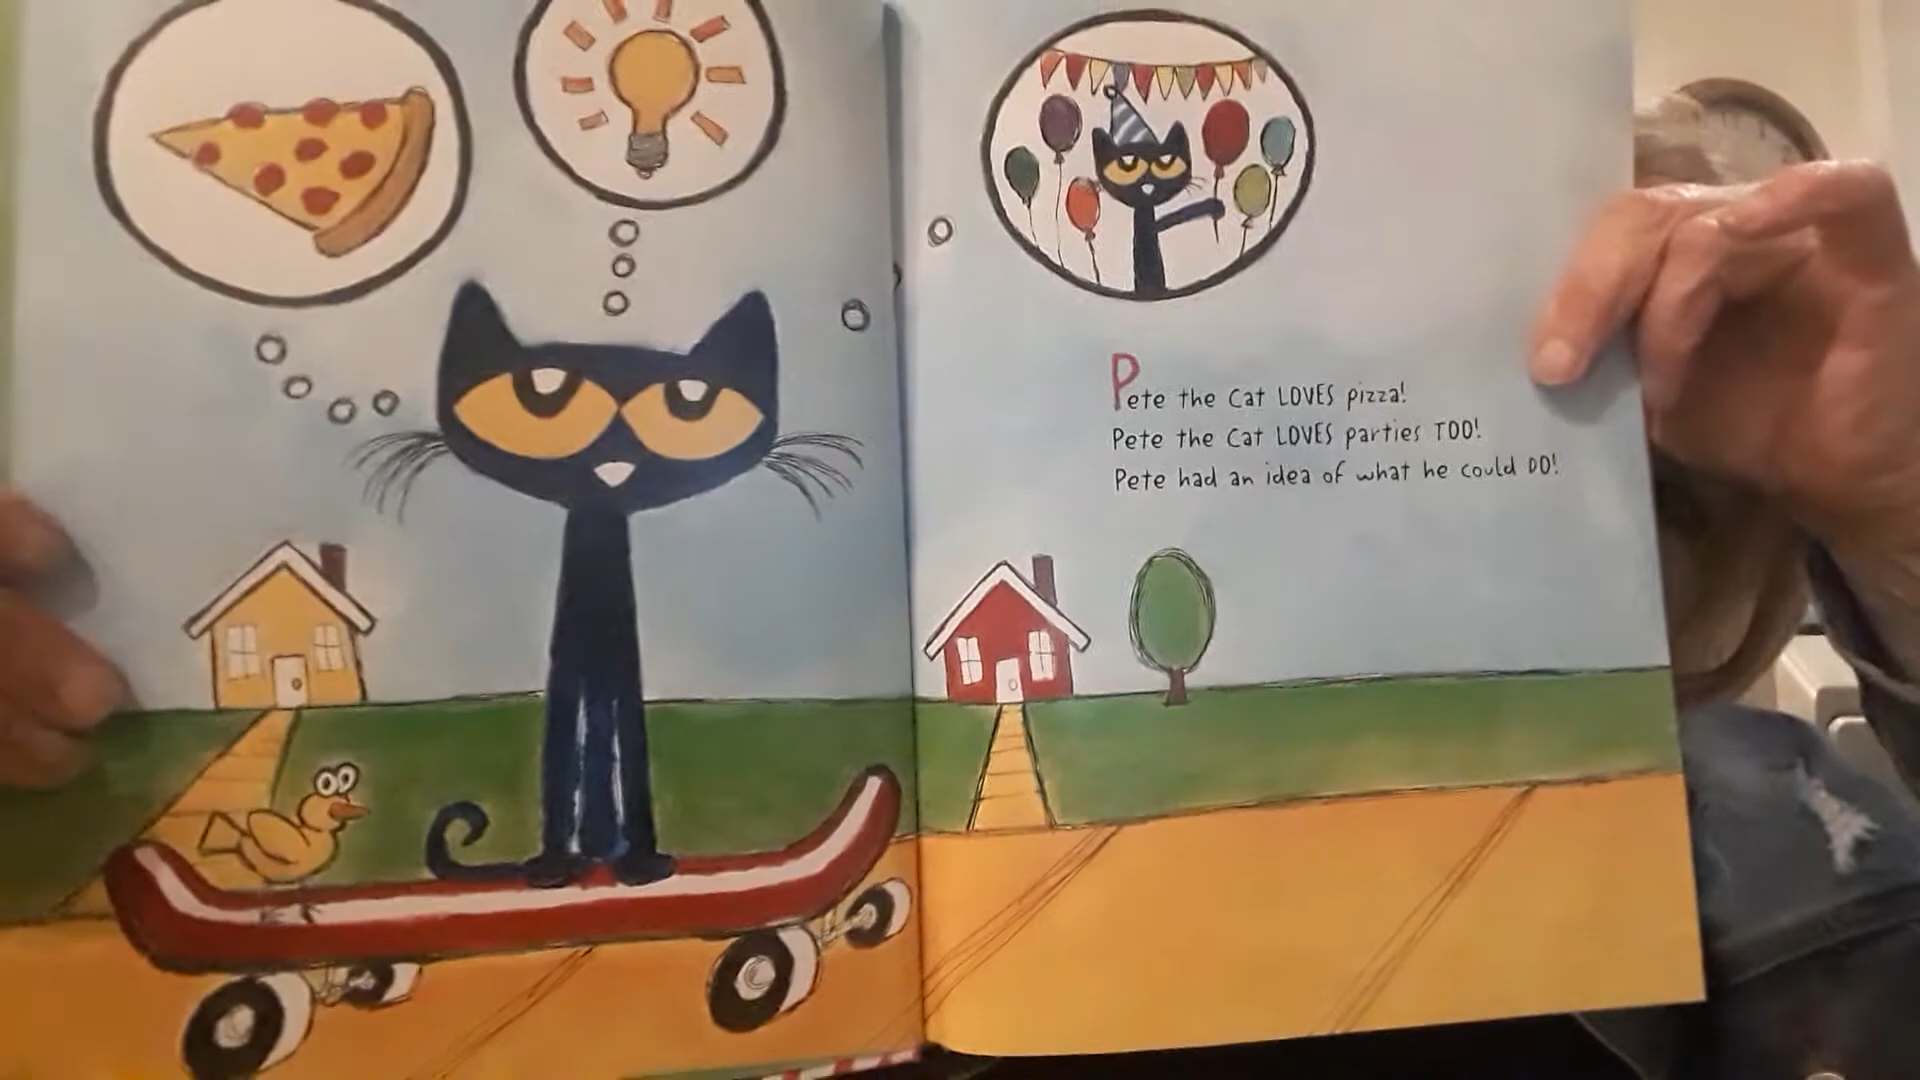 Pete the Cat LOVES pizza!
Pete the Cat LOVES parties TOO!
Pete had an idea of what he could DO!